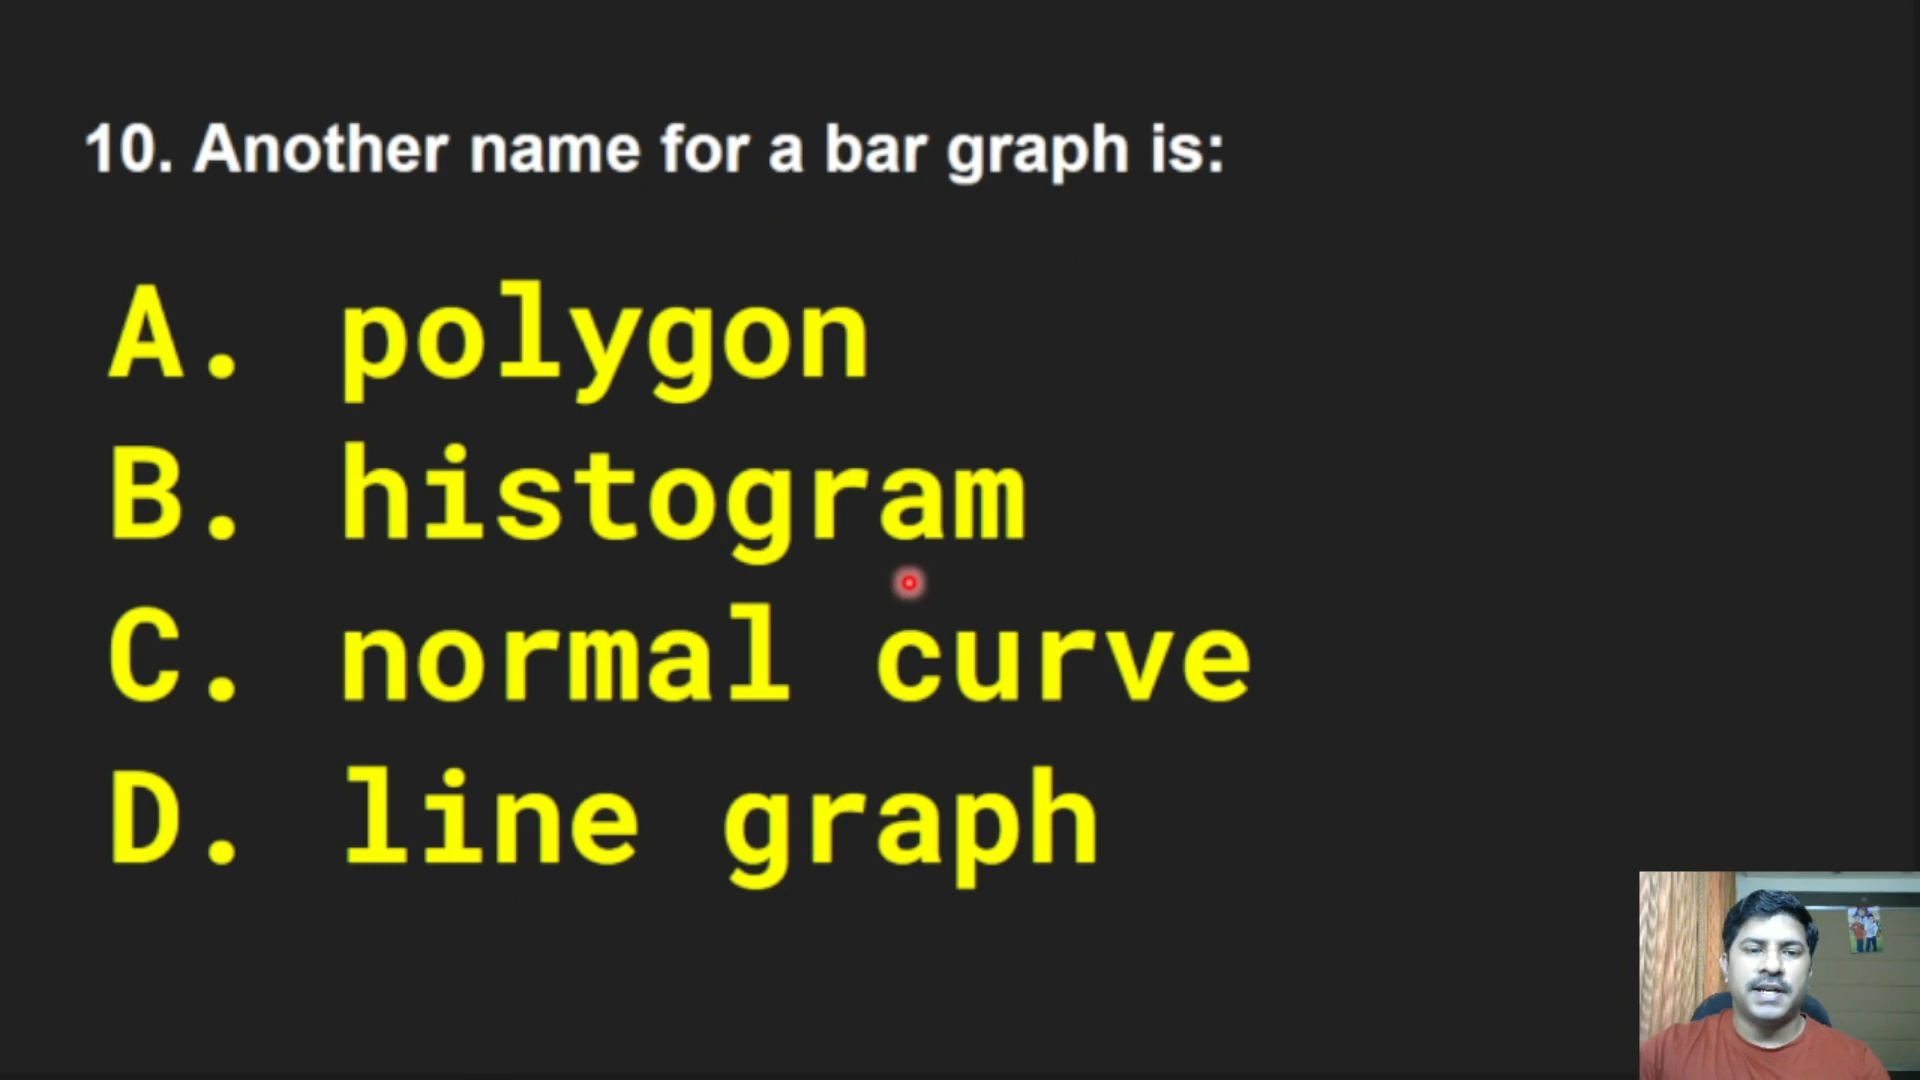 10. Another name for a bar graph is:
A. polygon
B. histogram
C. normal curve
D. line graph